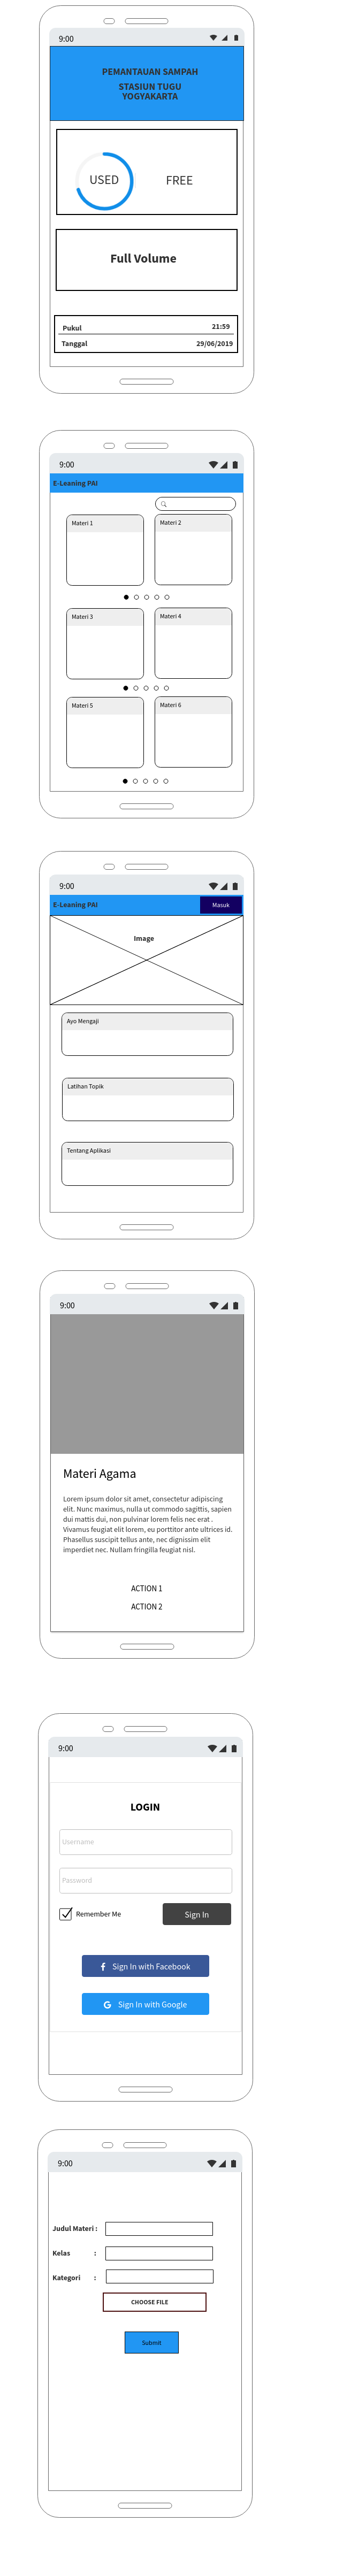 9:00
PEMANTAUAN SAMPAH
STASIUN TUGU
YOGYAKARTA
USED
FREE
Full Volume
Pukul 21:59
Tanggal 29/06/2019
9:00
E-Leaning PAI
Materi 1
Materi 2
Materi 3
Materi 4
Materi 5
Materi 6
9:00
E-Leaning PAI
Masuk
Image
Ayo Mengaji
Latihan Topik
Tentang Aplikasi
9:00
Materi Agama
Lorem ipsum dolor sit amet, consectetur adipiscing
elit. Nunc maximus, nulla ut commodo sagittis, sapien
dui mattis dui, non pulvinar lorem felis nec erat .
Vivamus feugiat elit lorem, eu porttitor ante ultrices id.
Phasellus suscipit tellus ante, nec dignissim elit
imperdiet nec. Nullam fringilla feugiat nisl.
ACTION 1
ACTION 2
9:00
LOGIN
Username
Password
Remember Me
Sign In
Sign In with Facebook
Sign In with Google
9:00
Judul Materi :
Kelas :
Kategori :
CHOOSE FILE
Submit